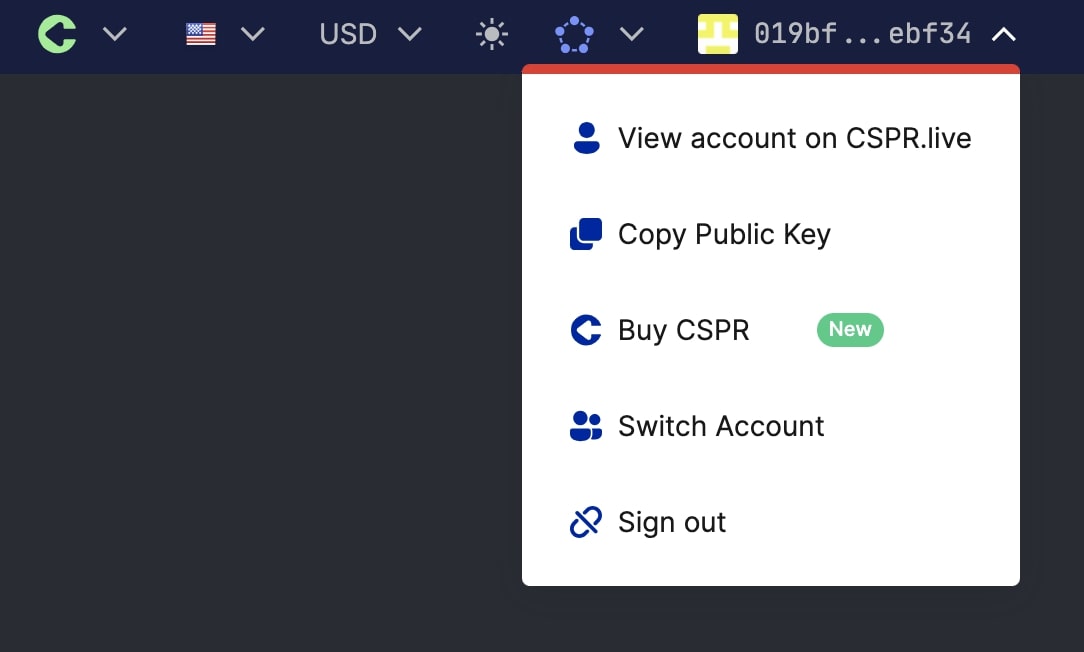 USD 019bf...ebf34
View account on CSPR.live
Copy Public Key
Buy CSPR New
Switch Account
Sign out